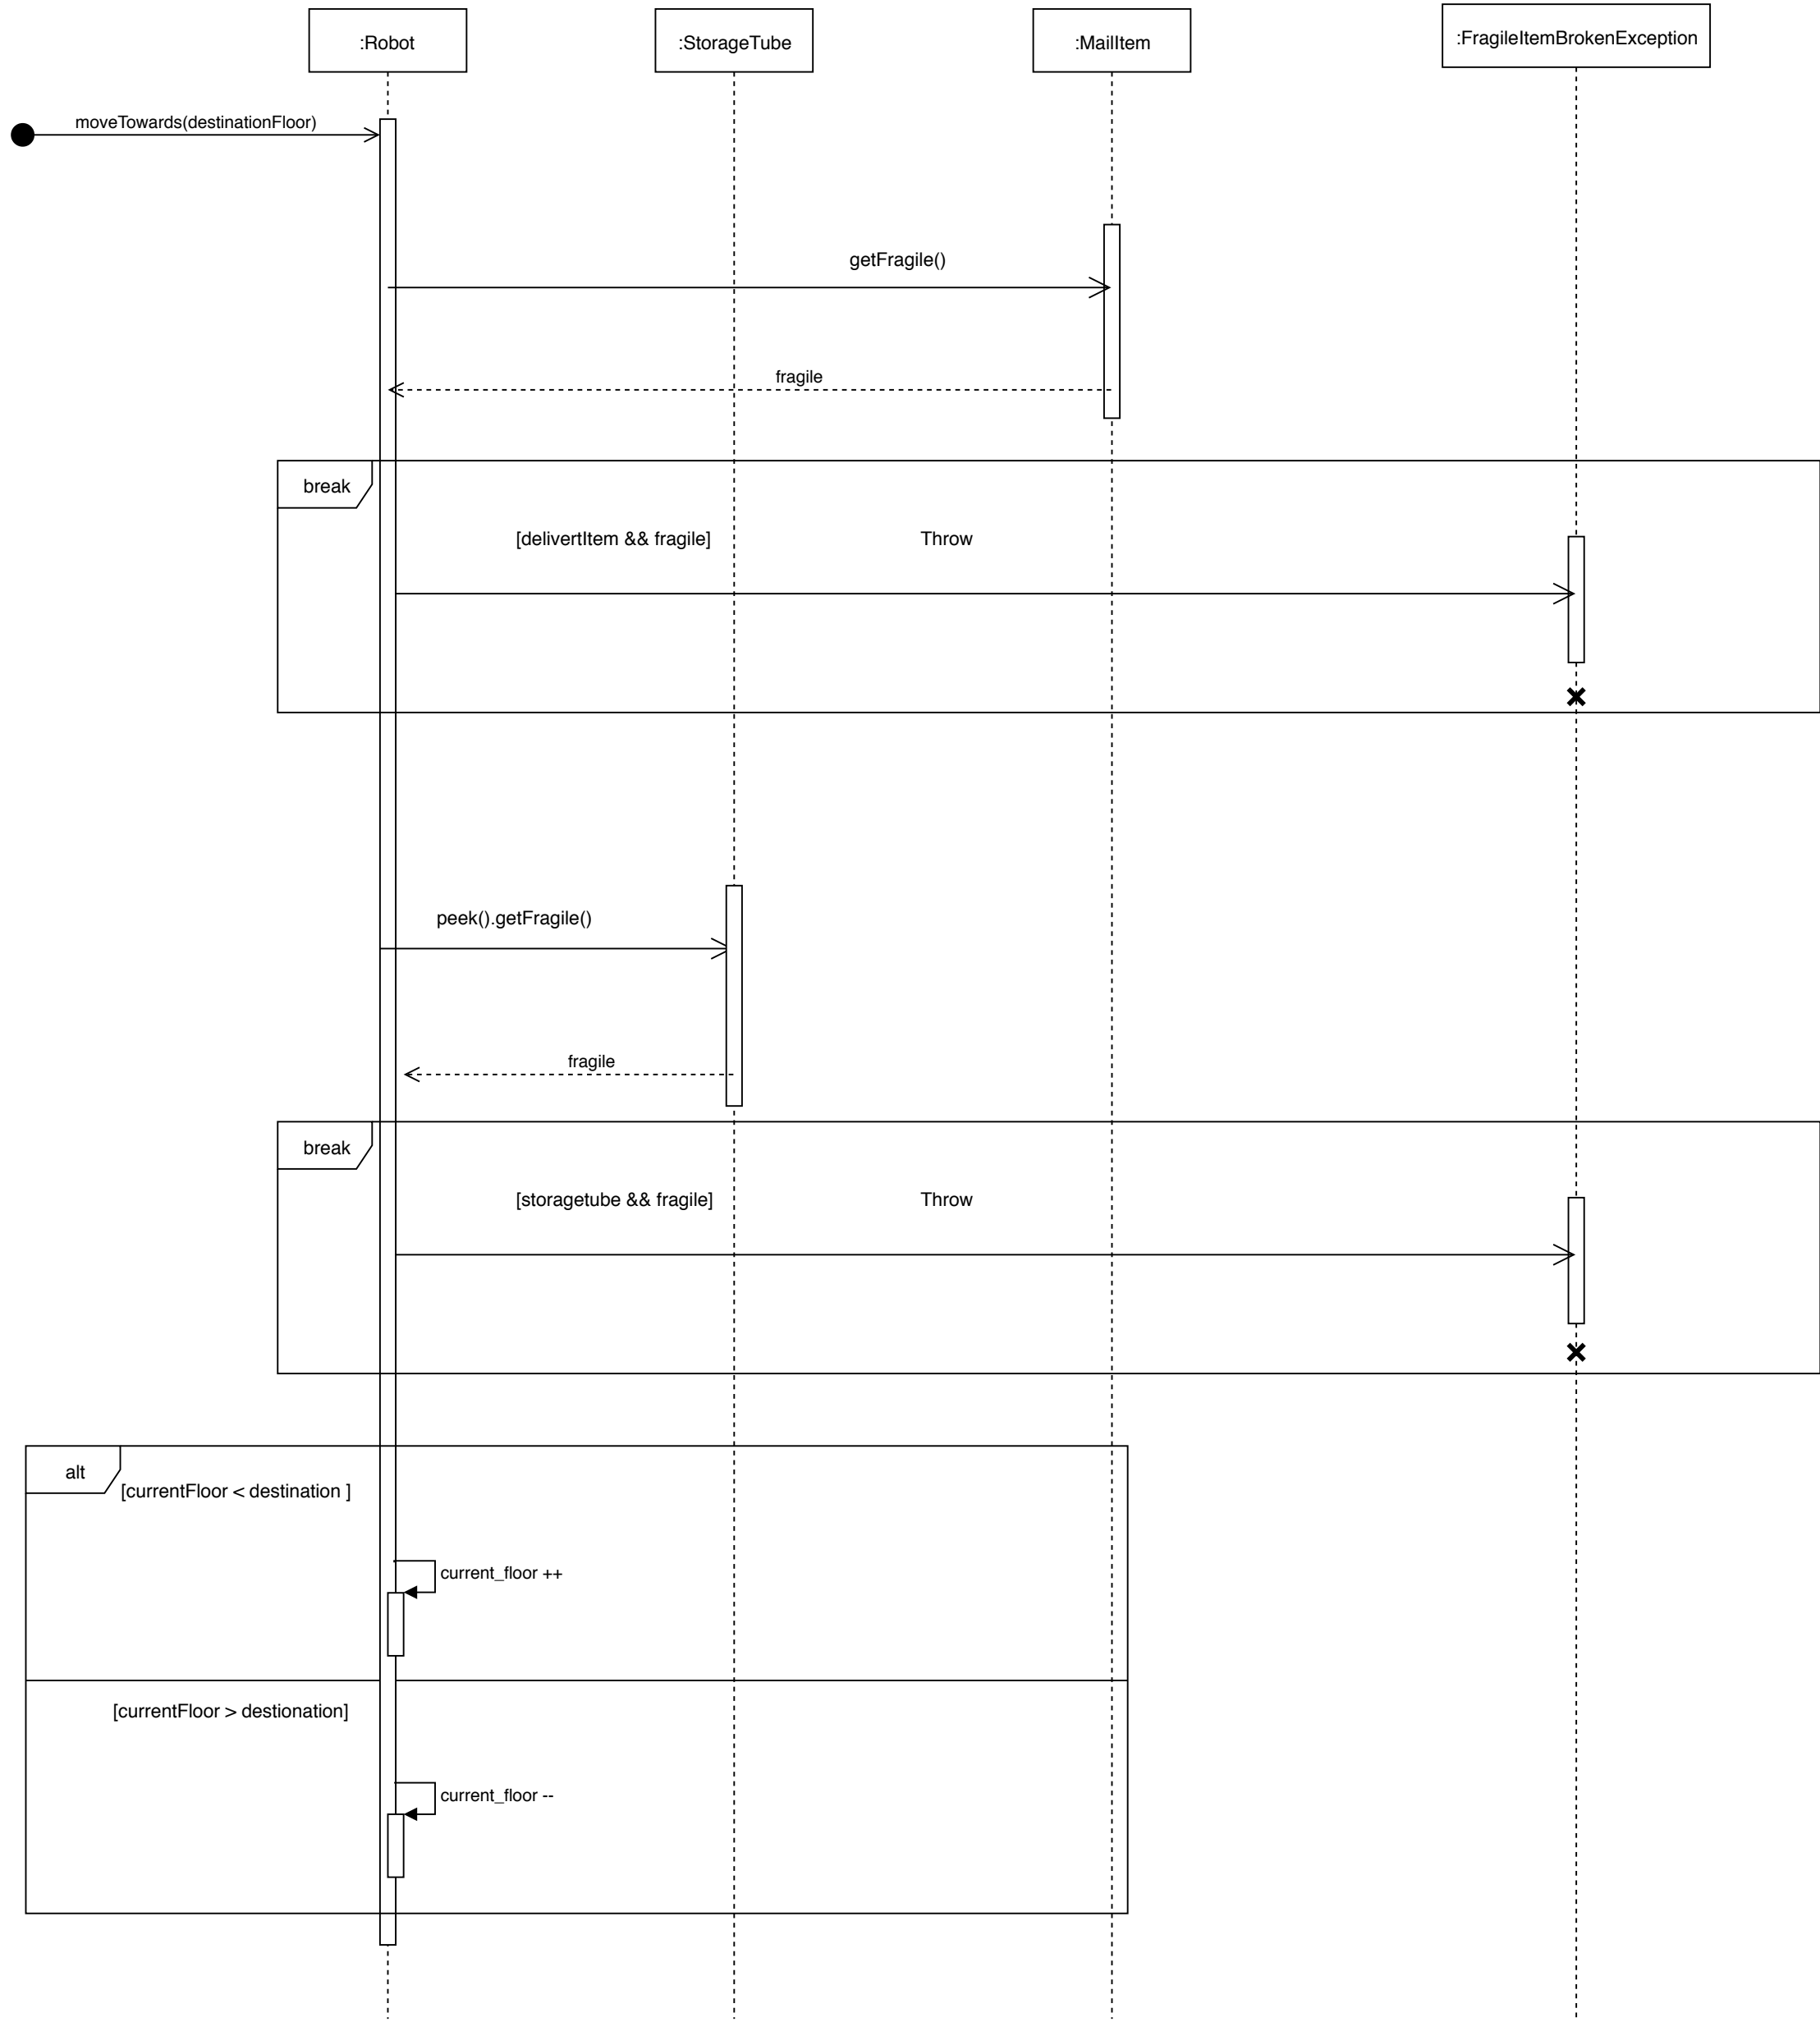 :Robot
:StorageTube
:MailItem
:FragileItemBrokenException
moveTowards(destinationFloor)
getFragile()
fragile
break
[delivertItem && fragile]
Throw
peek().getFragile()
fragile
break
[storagetube && fragile]
Throw
alt
[currentFloor < destination ]
current_floor ++
[currentFloor > destionation]
current_floor --